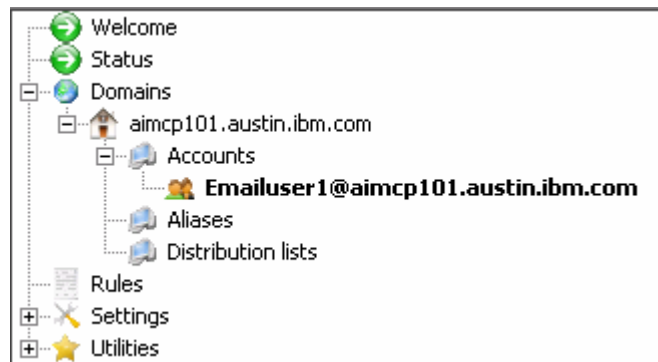 Welcome
Status
Domains
aimcp101.austin.ibm.com
Accounts
Emailuser1@aimcp101.austin.ibm.com
Aliases
Distribution lists
Rules
Settings
Utilities